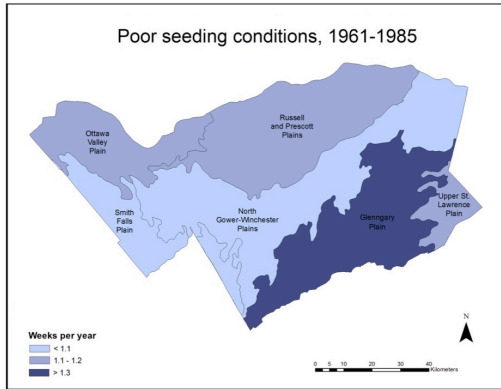 Poor seeding conditions, 1961-1985
Ottawa
Valley
Plain
Russell
and Prescott
Plains
Smith
Falls
Plain
North
Gower-Winchester
Plains
Glenngary
Plain
Upper St.
Lawrence
Plain
Weeks per year
< 1.1
1.1 - 1.2
> 1.3
N
0 5 10 20 30 40
Kilometers